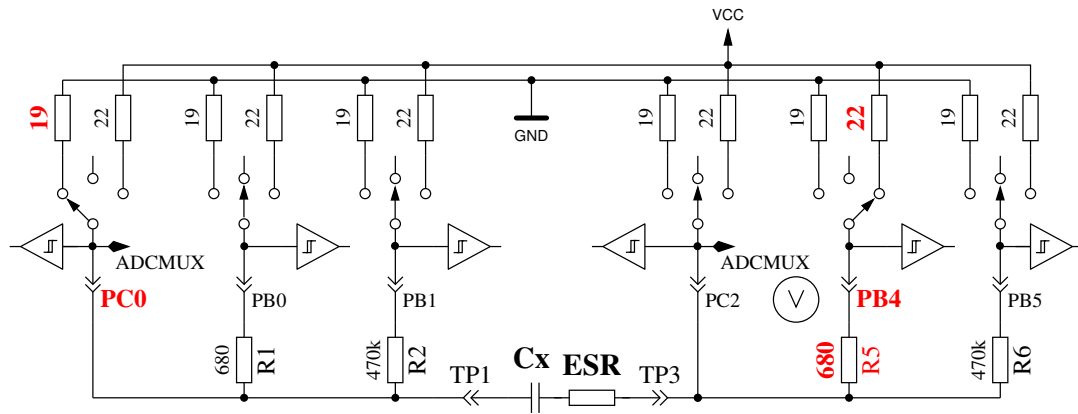 VCC
19
22
19
22
19
22
GND
19
22
19
22
19
22
ADCMUX
ADCMUX
PC0
PB0
PB1
PC2
V
PB4
PB5
680
R1
470k
R2
TP1
Cx
ESR
TP3
680
R5
470k
R6